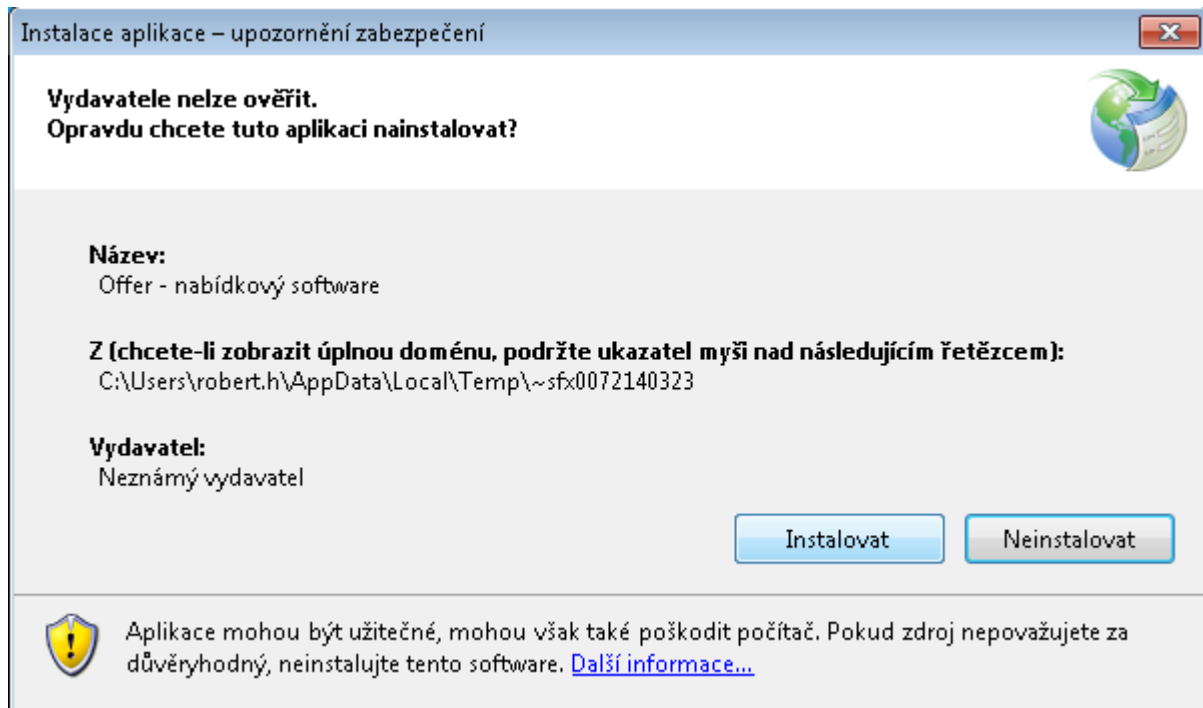 Instalace aplikace – upozornění zabezpečení
Vydavatele nelze ověřit.
Opravdu chcete tuto aplikaci nainstalovat?
Název:
Offer - nabídkový software
Z (chcete-li zobrazit úplnou doménu, podržte ukazatel myši nad následujícím řetězcem):
C:\Users\robert.h\AppData\Local\Temp\~sfx0072140323
Vydavatel:
Neznámý vydavatel
Instalovat
Neinstalovat
Aplikace mohou být užitečné, mohou však také poškodit počítač. Pokud zdroj nepovažujete za
důvěryhodný, neinstalujte tento software. Další informace...